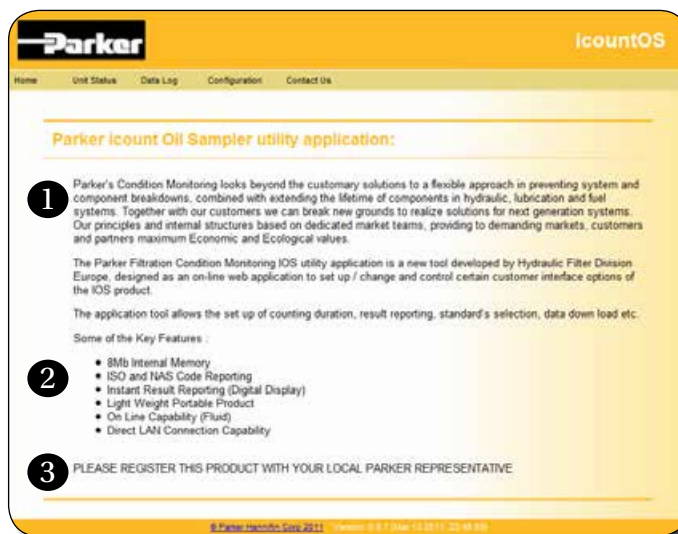 Parker
icountOS
Home Unit Status Data Log Configuration Contact Us
Parker icount Oil Sampler utility application:
1
Parker's Condition Monitoring looks beyond the customary solutions to a flexible approach in preventing system and
component breakdowns, combined with extending the lifetime of components in hydraulic, lubrication and fuel
systems. Together with our customers we can break new grounds to realize solutions for next generation systems.
Our principles and internal structures based on dedicated market teams, providing to demanding markets, customers
and partners maximum Economic and Ecological values.
The Parker Filtration Condition Monitoring IOS utility application is a new tool developed by Hydraulic Filter Division
Europe, designed as an on-line web application to set up / change and control certain customer interface options of
the IOS product.
The application tool allows the set up of counting duration, result reporting, standard's selection, data down load etc.
Some of the Key Features :
2
• 8Mb Internal Memory
• ISO and NAS Code Reporting
• Instant Result Reporting (Digital Display)
• Light Weight Portable Product
• On Line Capability (Fluid)
• Direct LAN Connection Capability
3
PLEASE REGISTER THIS PRODUCT WITH YOUR LOCAL PARKER REPRESENTATIVE
© Parker Hannifin Corp 2011 Version